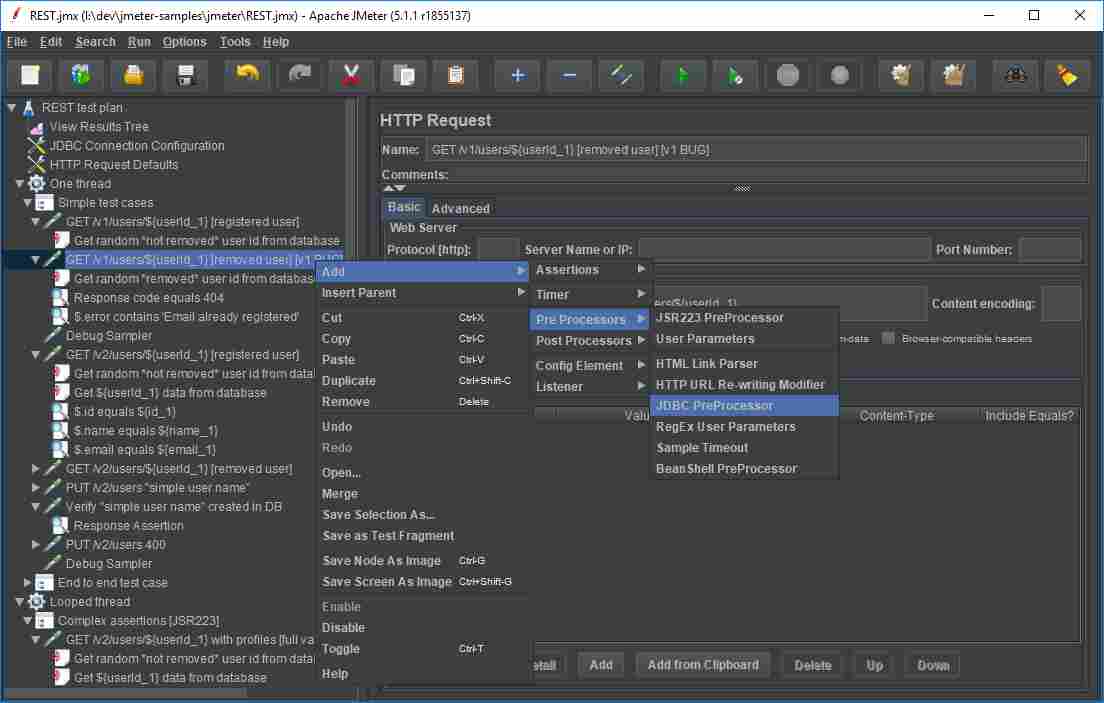 REST.jmx (I:\dev\jmeter-samples\jmeter\REST.jmx) - Apache JMeter (5.1.1 r1855137)
File Edit Search Run Options Tools Help
REST test plan
View Results Tree
JDBC Connection Configuration
HTTP Request Defaults
One thread
Simple test cases
GET /v1/users/${userId_1} [registered user]
Get random *not removed* user id from database
GET /v1/users/${userId_1} [removed user] [v1 BUG]
Get random *removed* user id from databas
Response code equals 404
$.error contains 'Email already registered'
Debug Sampler
GET /v2/users/${userId_1} [registered user]
Get random *not removed* user id from data
Get ${userId_1} data from database
$.id equals ${id_1}
$.name equals ${name_1}
$.email equals ${email_1}
GET /v2/users/${userId_1} [removed user]
PUT /v2/users "simple user name"
Verify "simple user name" created in DB
Response Assertion
PUT /v2/users 400
Debug Sampler
End to end test case
Looped thread
Complex assertions [JSR223]
GET /v2/users/${userId_1} with profiles [full va
Get random *not removed* user id from data
Get ${userId_1} data from database
HTTP Request
Name: GET /v1/users/${userId_1} [removed user] [v1 BUG]
Comments:
Basic Advanced
Web Server
Protocol [http]: Server Name or IP: Port Number:
ers/${userId_1} Content encoding:
m-data Browser-compatible headers
Valu Content-Type Include Equals?
etail Add Add from Clipboard Delete Up Down
Add
Insert Parent
Cut Ctrl-X
Copy Ctrl-C
Paste Ctrl-V
Duplicate Ctrl+Shift-C
Remove Delete
Undo
Redo
Open...
Merge
Save Selection As...
Save as Test Fragment
Save Node As Image Ctrl-G
Save Screen As Image Ctrl+Shift-G
Enable
Disable
Toggle Ctrl-T
Help
Assertions
Timer
Pre Processors
Post Processors
Config Element
Listener
JSR223 PreProcessor
User Parameters
HTML Link Parser
HTTP URL Re-writing Modifier
JDBC PreProcessor
RegEx User Parameters
Sample Timeout
BeanShell PreProcessor